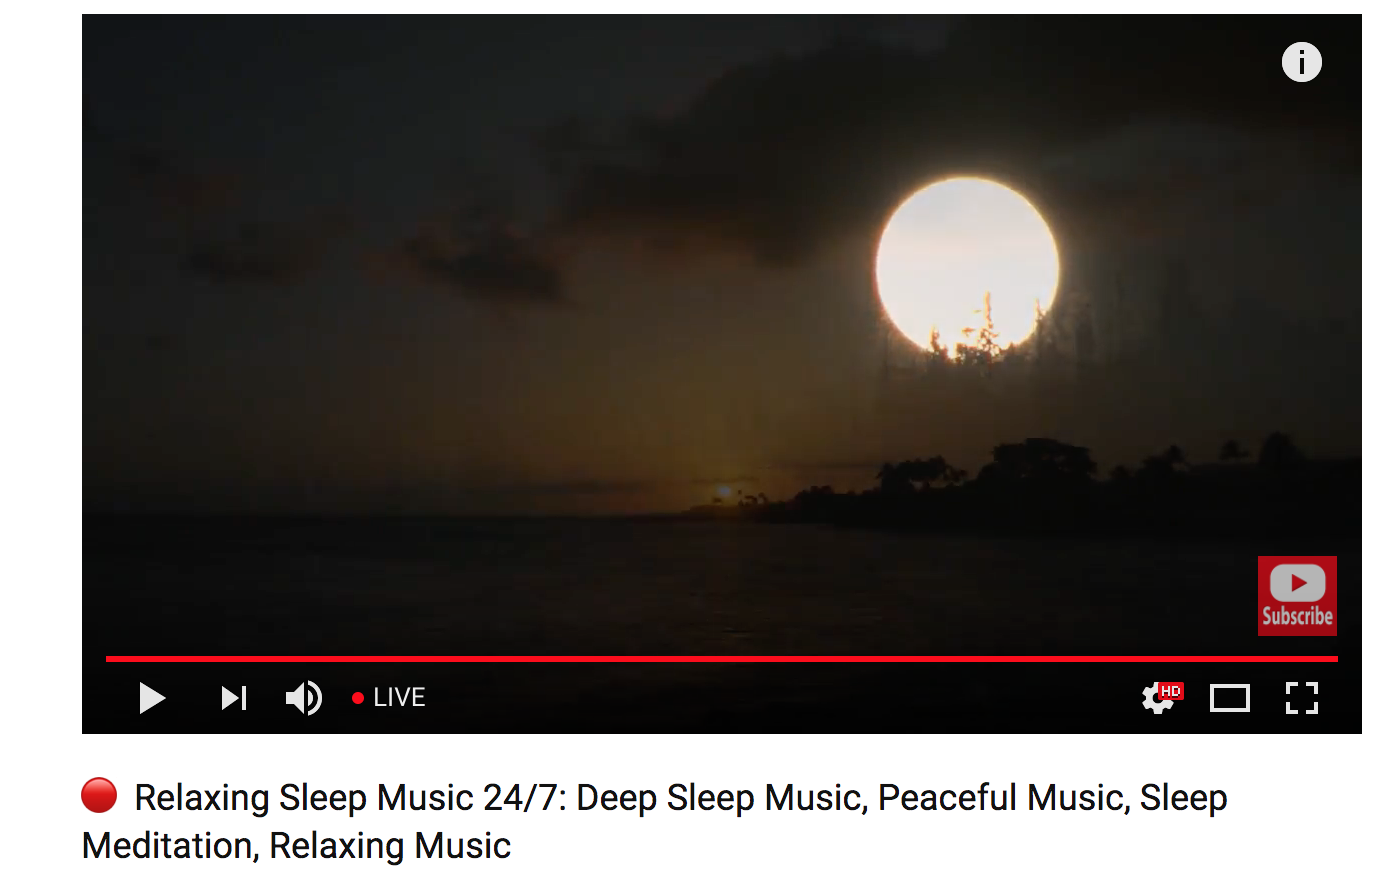 i
Subscribe
LIVE
HD
🔴 Relaxing Sleep Music 24/7: Deep Sleep Music, Peaceful Music, Sleep
Meditation, Relaxing Music